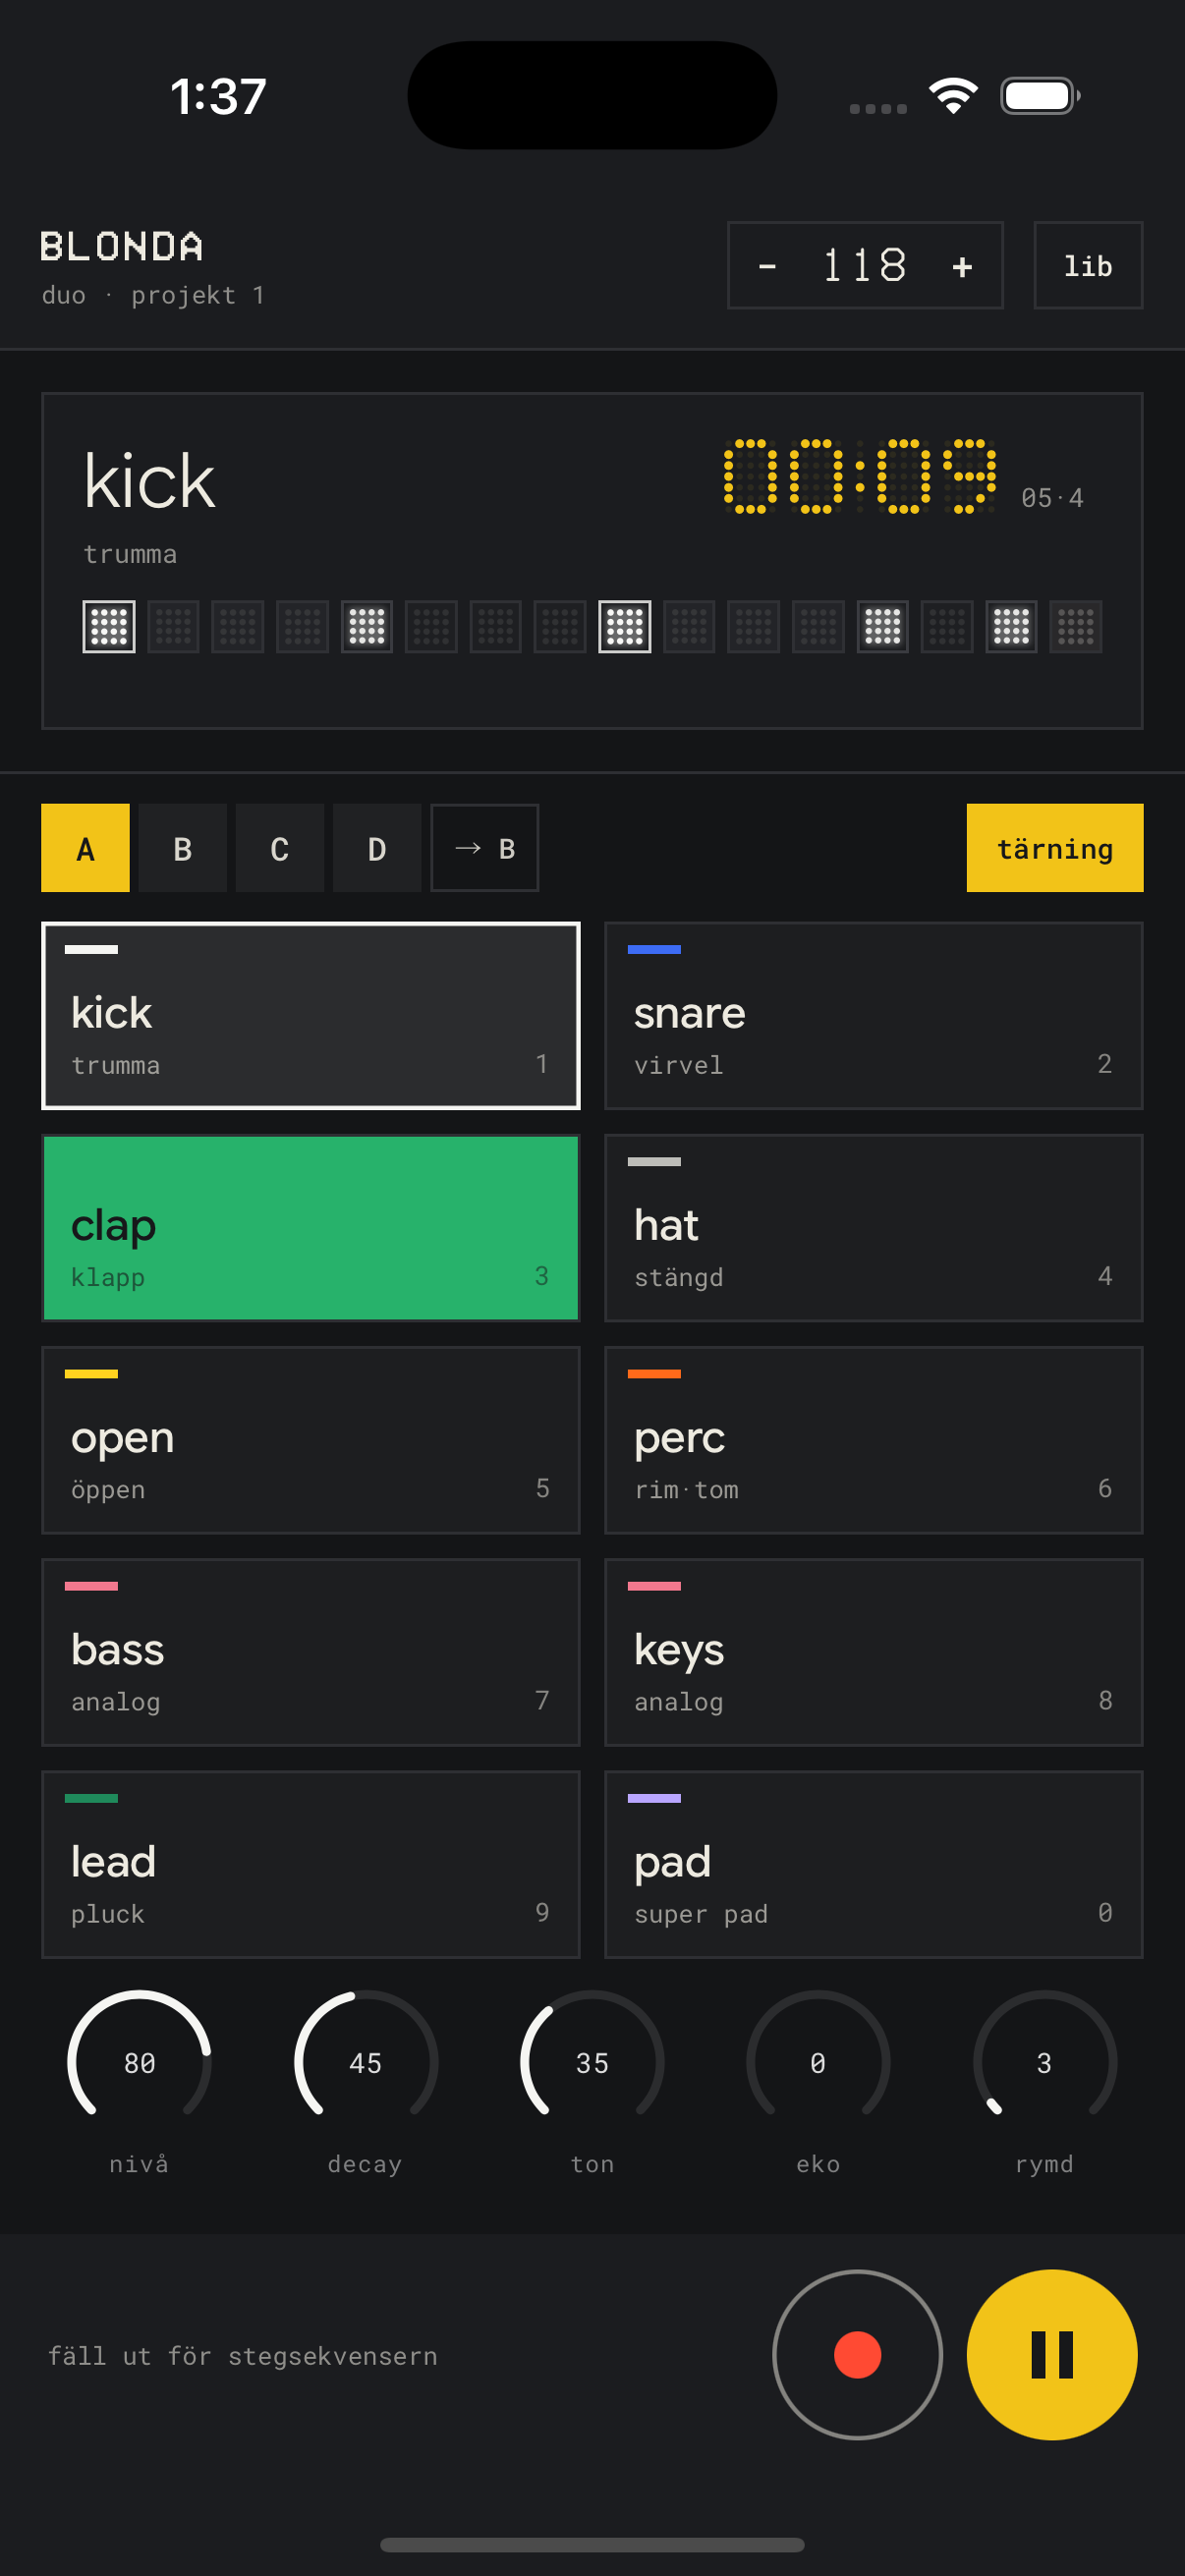 1:37
BLONDA
duo · projekt 1
- 118 +
lib
kick
00:09
05·4
trumma
A B C D → B
tärning
kick
trumma 1
snare
virvel 2
clap
klapp 3
hat
stängd 4
open
öppen 5
perc
rim·tom 6
bass
analog 7
keys
analog 8
lead
pluck 9
pad
super pad 0
80 45 35 0 3
nivå decay ton eko rymd
fäll ut för stegsekvensern